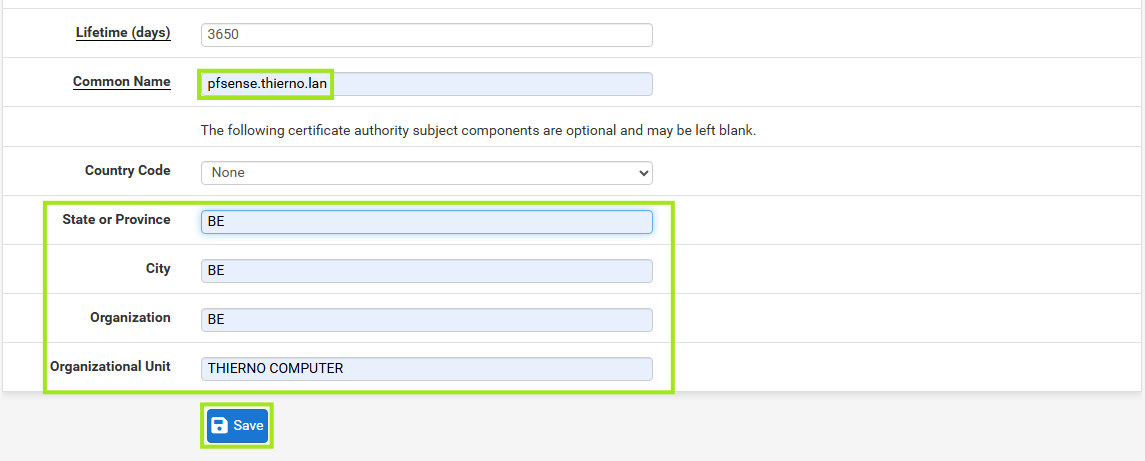 Lifetime (days) 3650
Common Name pfsense.thierno.lan
The following certificate authority subject components are optional and may be left blank.
Country Code None
State or Province BE
City BE
Organization BE
Organizational Unit THIERNO COMPUTER
Save